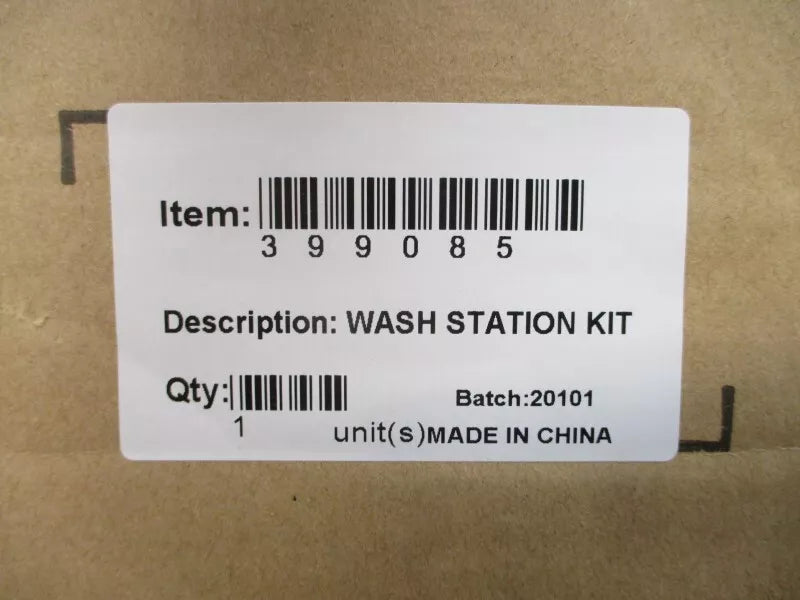 Item:
399085
Description: WASH STATION KIT
Qty: Batch:20101
1 unit(s) MADE IN CHINA